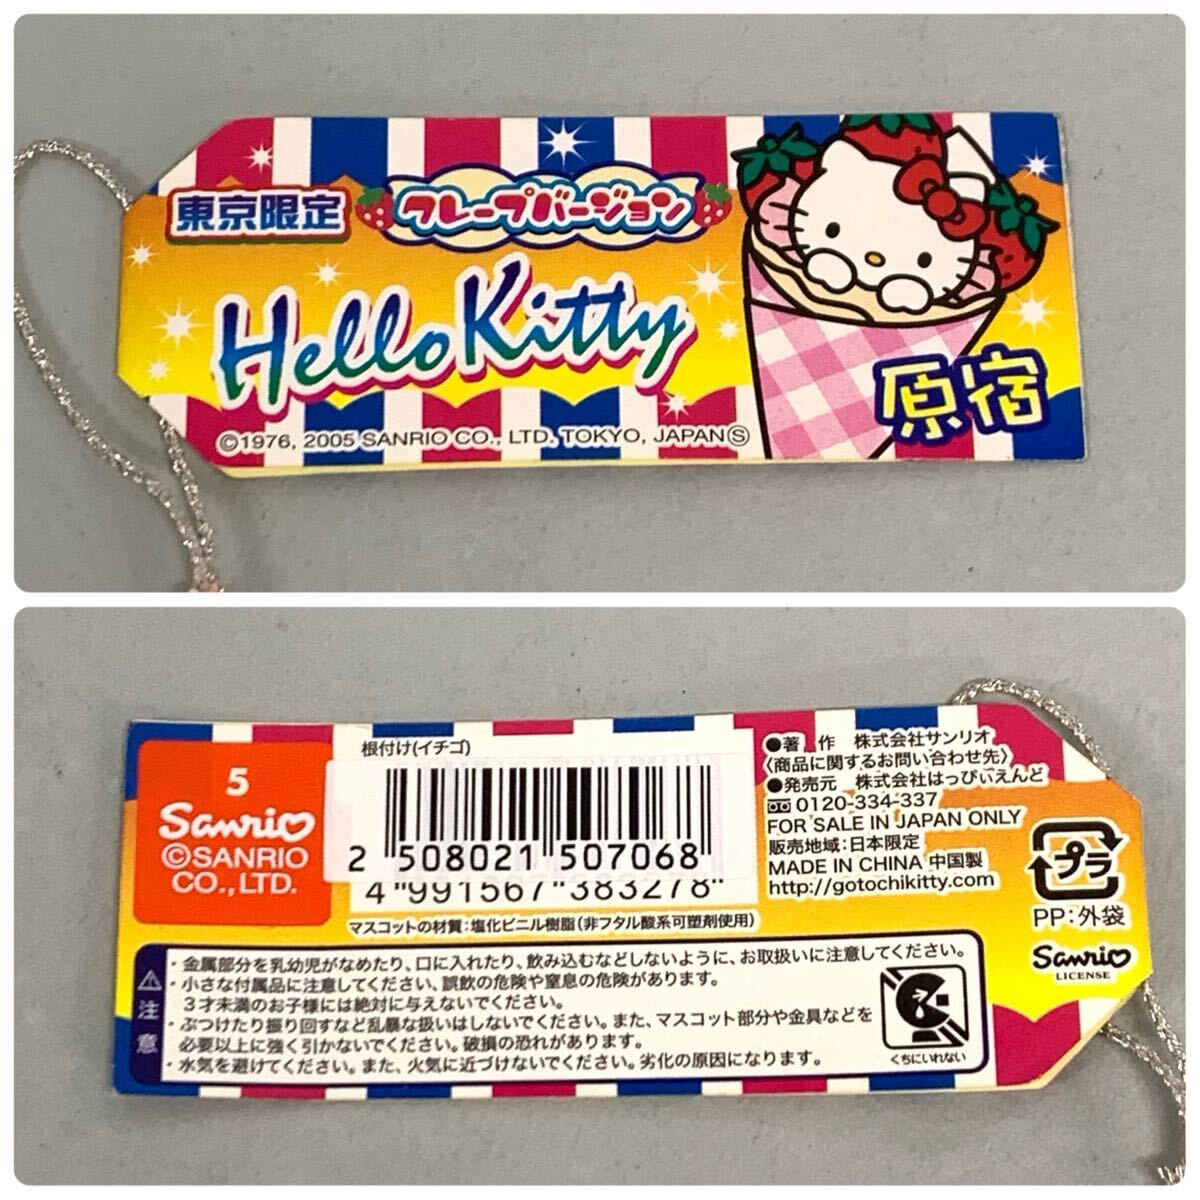 東京限定
クレープバージョン
Hello Kitty
原宿
©1976, 2005 SANRIO CO., LTD. TOKYO, JAPAN Ⓢ
5
Sanrio
©SANRIO
CO., LTD.
根付け(イチゴ)
2 508021 507068
4 991567 383278
マスコットの材質:塩化ビニル樹脂(非フタル酸系可塑剤使用)
●著 作 株式会社サンリオ
〈商品に関するお問い合わせ先〉
●発売元 株式会社はっぴぃえんど
0120-334-337
FOR SALE IN JAPAN ONLY
販売地域:日本限定
MADE IN CHINA 中国製
http://gotochikitty.com
プラ
PP:外袋
Sanrio
LICENSE
注意
・金属部分を乳幼児がなめたり、口に入れたり、飲み込むなどしないように、お取扱いに注意してください。
・小さな付属品に注意してください。誤飲の危険や窒息の危険があります。
3才未満のお子様には絶対に与えないでください。
・ぶつけたり振り回すなど乱暴な扱いはしないでください。また、マスコット部分や金具などを
必要以上に強く引かないでください。破損の恐れがあります。
・水気を避けてください。また、火気に近づけないでください。劣化の原因になります。
くちにいれない